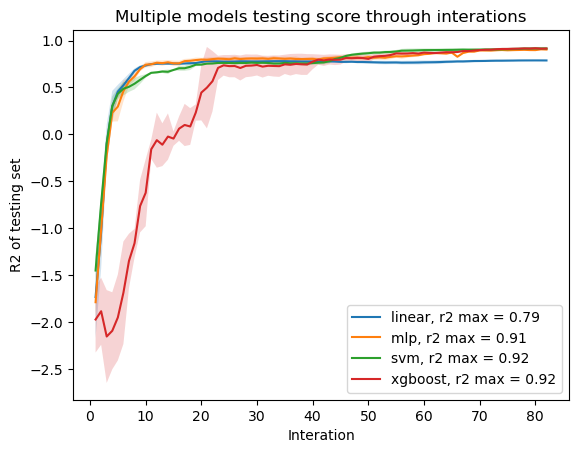 Multiple models testing score through interations
R2 of testing set
1.0
0.5
0.0
−0.5
−1.0
−1.5
−2.0
−2.5
linear, r2 max = 0.79
mlp, r2 max = 0.91
svm, r2 max = 0.92
xgboost, r2 max = 0.92
0 10 20 30 40 50 60 70 80
Interation